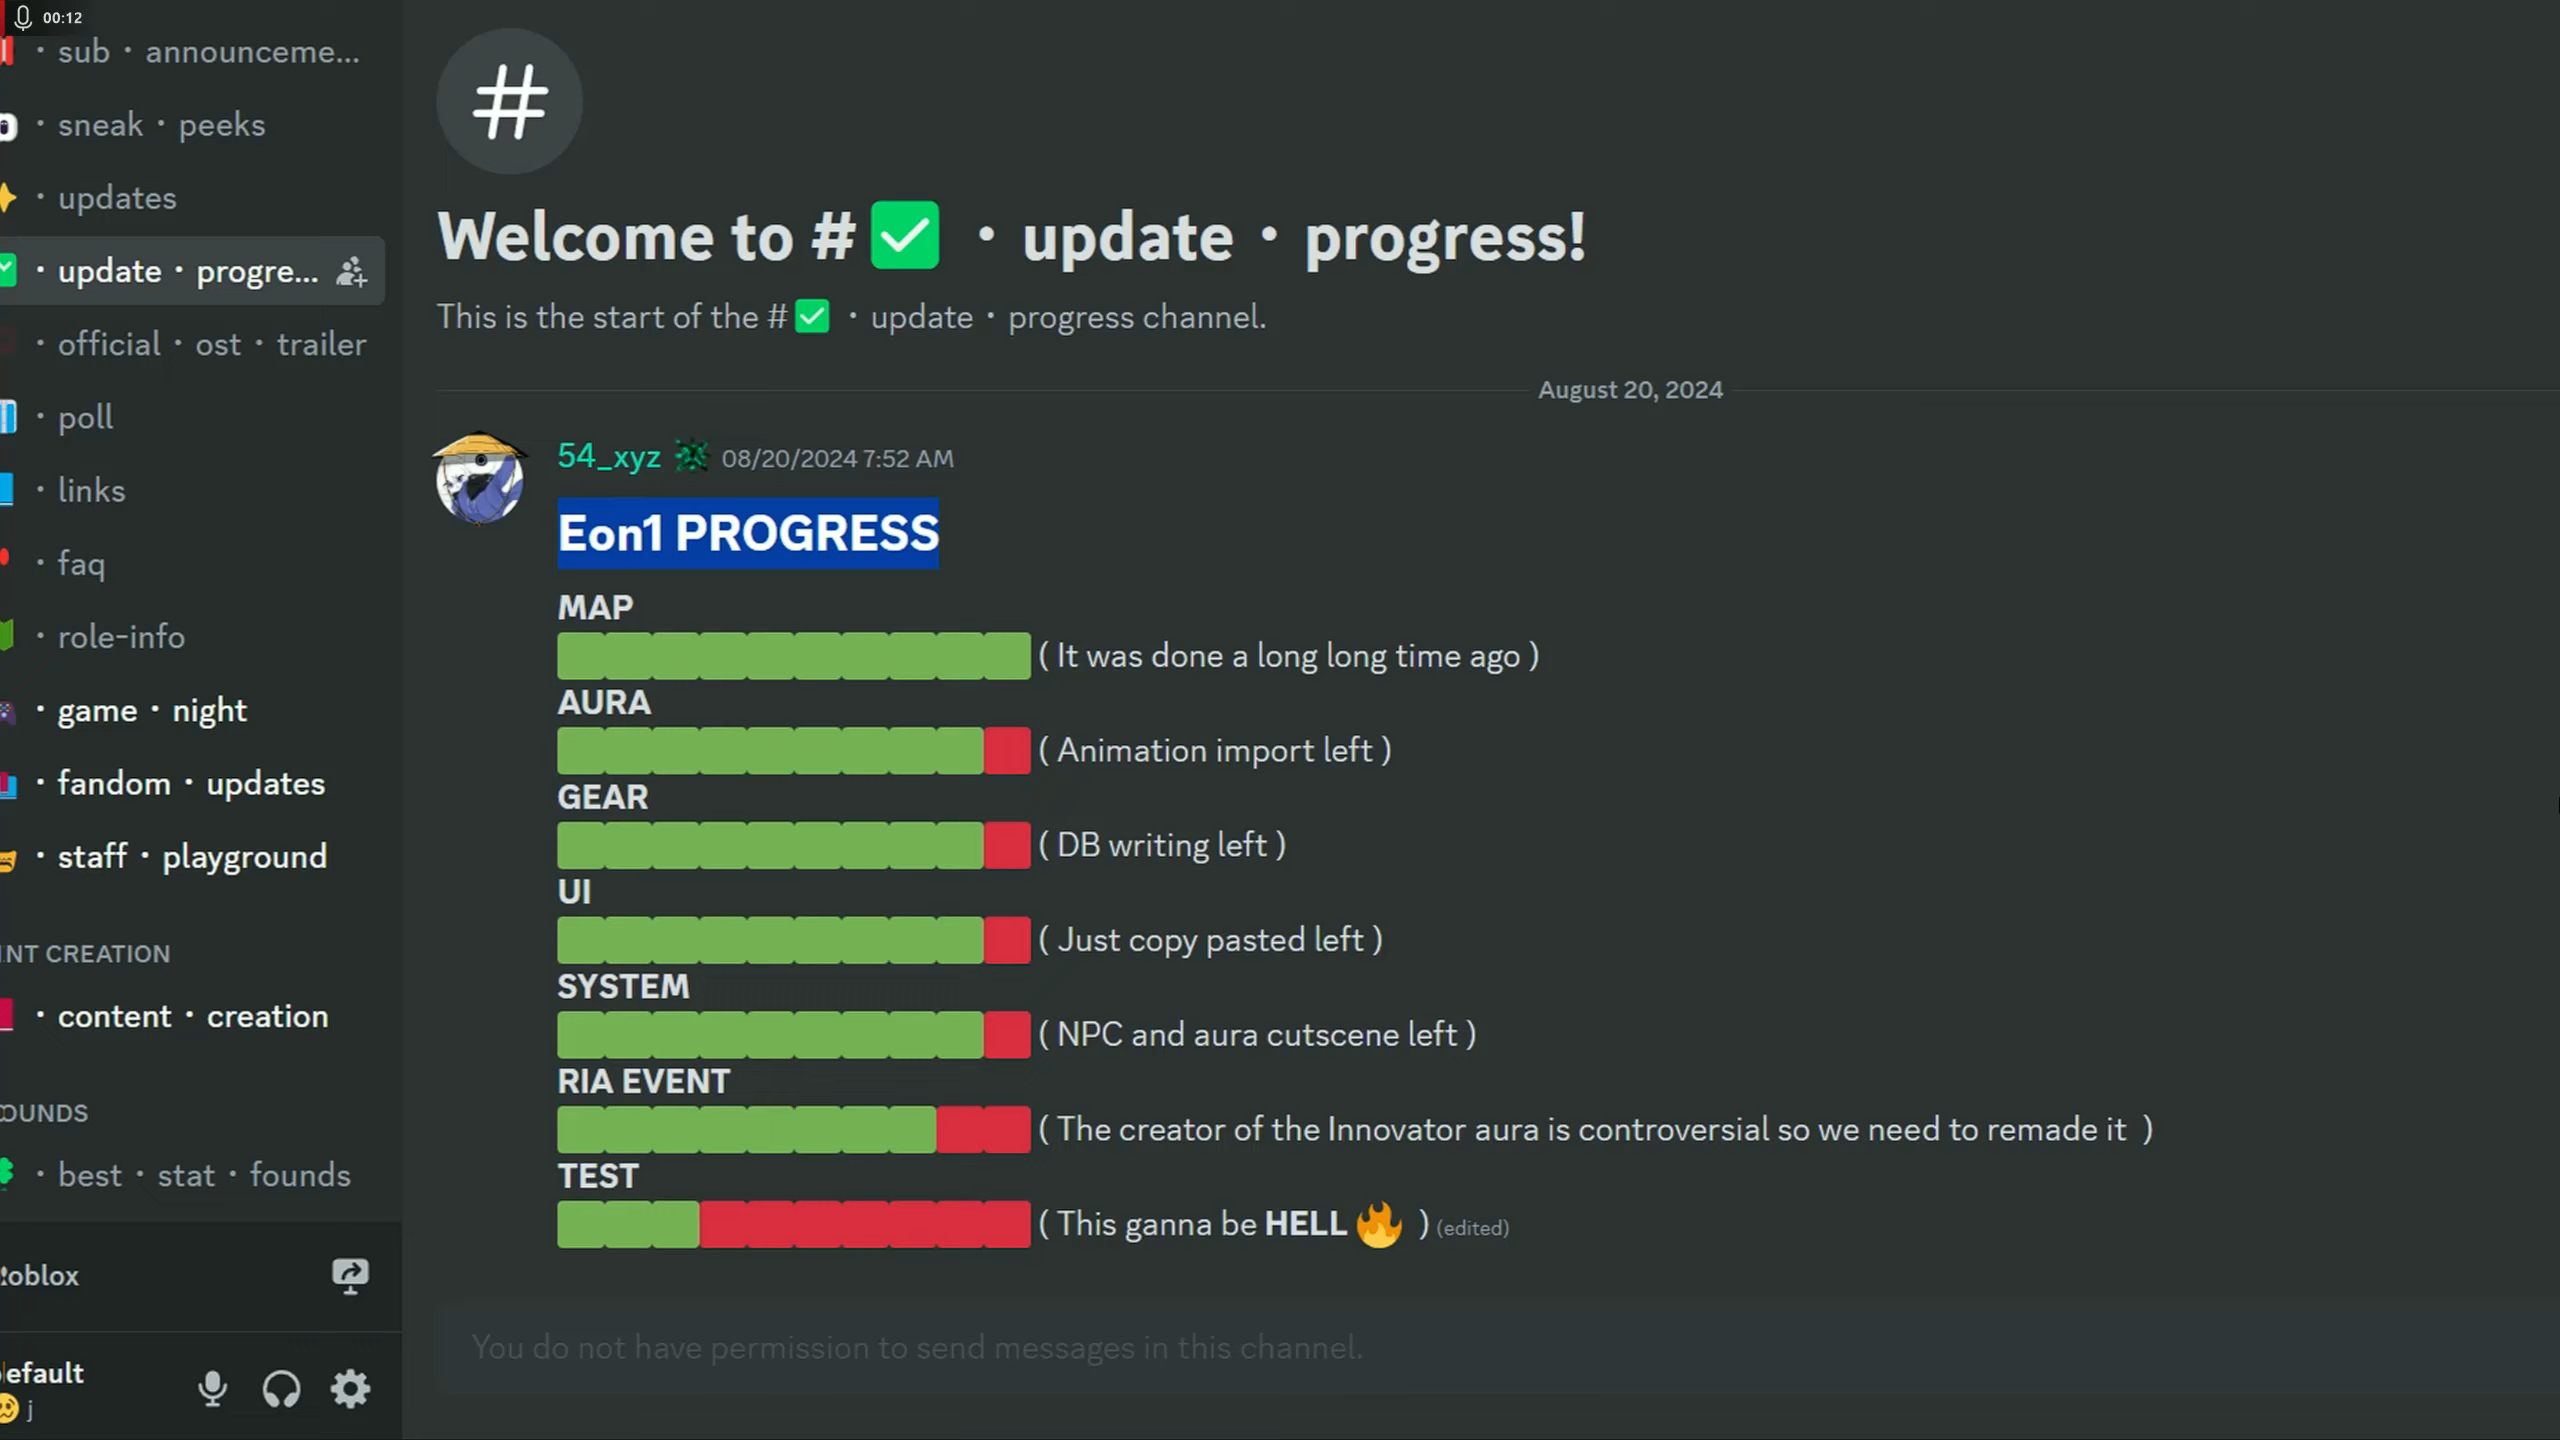 00:12
· sub · announceme...
· sneak · peeks
· updates
· update · progre...
· official · ost · trailer
· poll
· links
· faq
· role-info
· game · night
· fandom · updates
· staff · playground
NT CREATION
· content · creation
OUNDS
· best · stat · founds
oblox
efault
j
#
Welcome to #✅ · update · progress!
This is the start of the #✅ · update · progress channel.
August 20, 2024
54_xyz 08/20/2024 7:52 AM
Eon1 PROGRESS
MAP
( It was done a long long time ago )
AURA
( Animation import left )
GEAR
( DB writing left )
UI
( Just copy pasted left )
SYSTEM
( NPC and aura cutscene left )
RIA EVENT
( The creator of the Innovator aura is controversial so we need to remade it )
TEST
( This ganna be HELL 🔥 ) (edited)
You do not have permission to send messages in this channel.